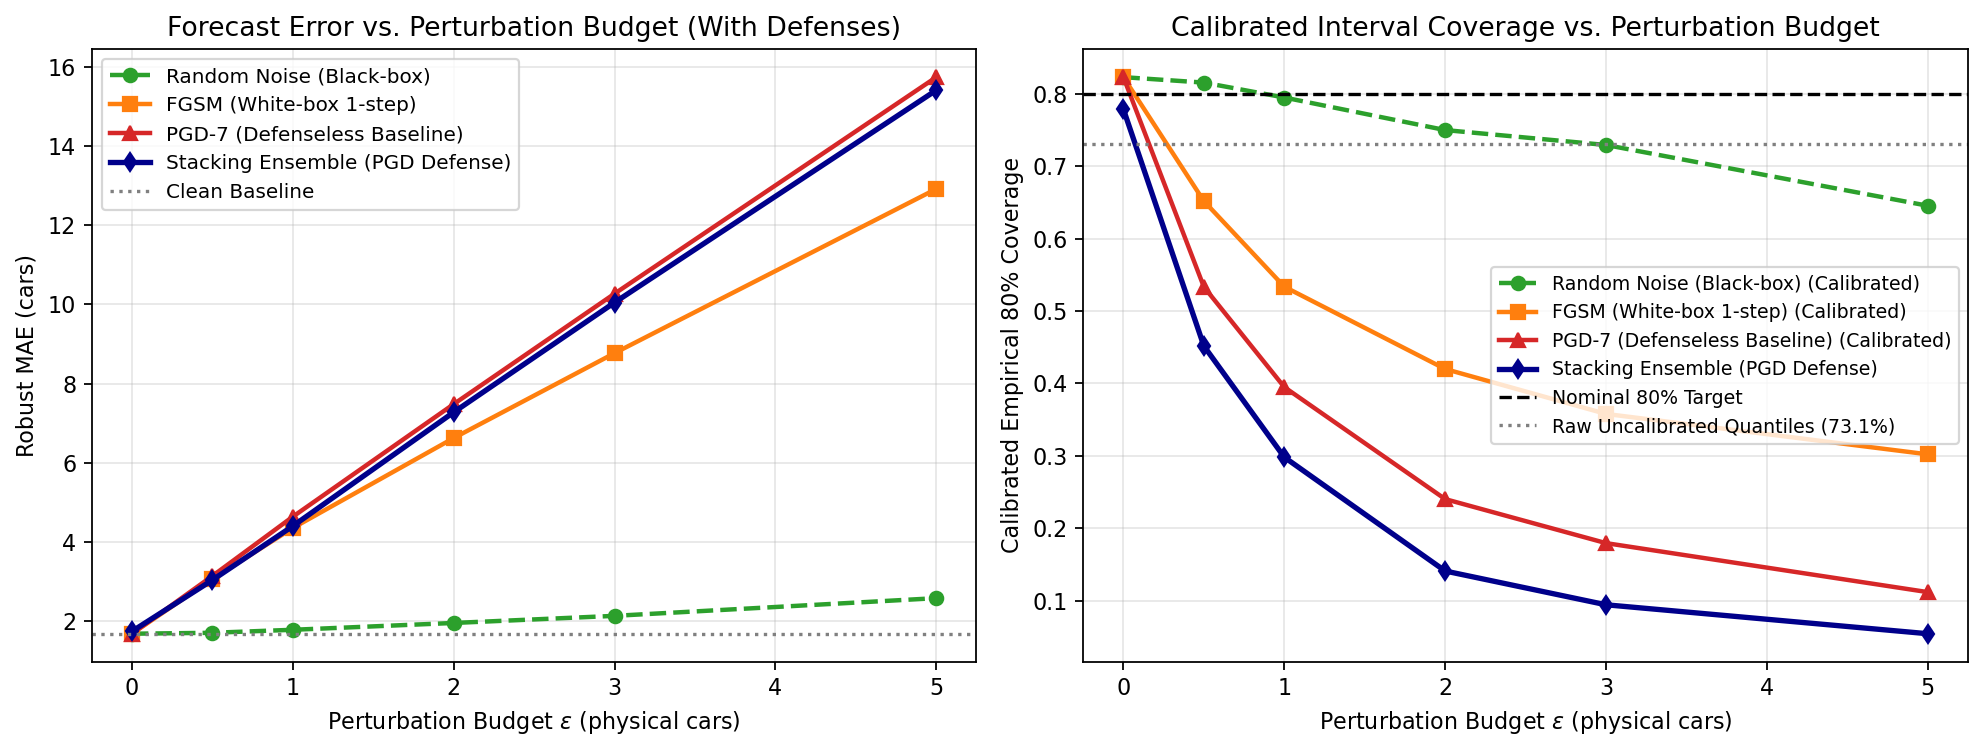 Forecast Error vs. Perturbation Budget (With Defenses)
Robust MAE (cars)
16
14
12
10
8
6
4
2
Random Noise (Black-box)
FGSM (White-box 1-step)
PGD-7 (Defenseless Baseline)
Stacking Ensemble (PGD Defense)
Clean Baseline
0 1 2 3 4 5
Perturbation Budget ε (physical cars)
Calibrated Interval Coverage vs. Perturbation Budget
Calibrated Empirical 80% Coverage
0.8
0.7
0.6
0.5
0.4
0.3
0.2
0.1
Random Noise (Black-box) (Calibrated)
FGSM (White-box 1-step) (Calibrated)
PGD-7 (Defenseless Baseline) (Calibrated)
Stacking Ensemble (PGD Defense)
Nominal 80% Target
Raw Uncalibrated Quantiles (73.1%)
0 1 2 3 4 5
Perturbation Budget ε (physical cars)